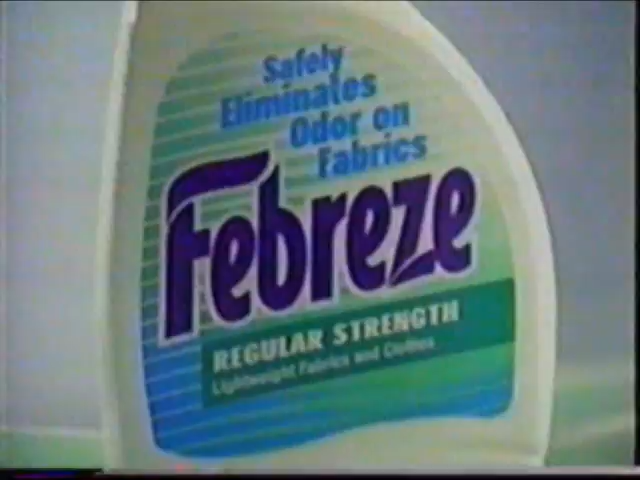 Safely
Eliminates
Odor on
Fabrics
Febreze
REGULAR STRENGTH
Lightweight Fabrics and Clothes